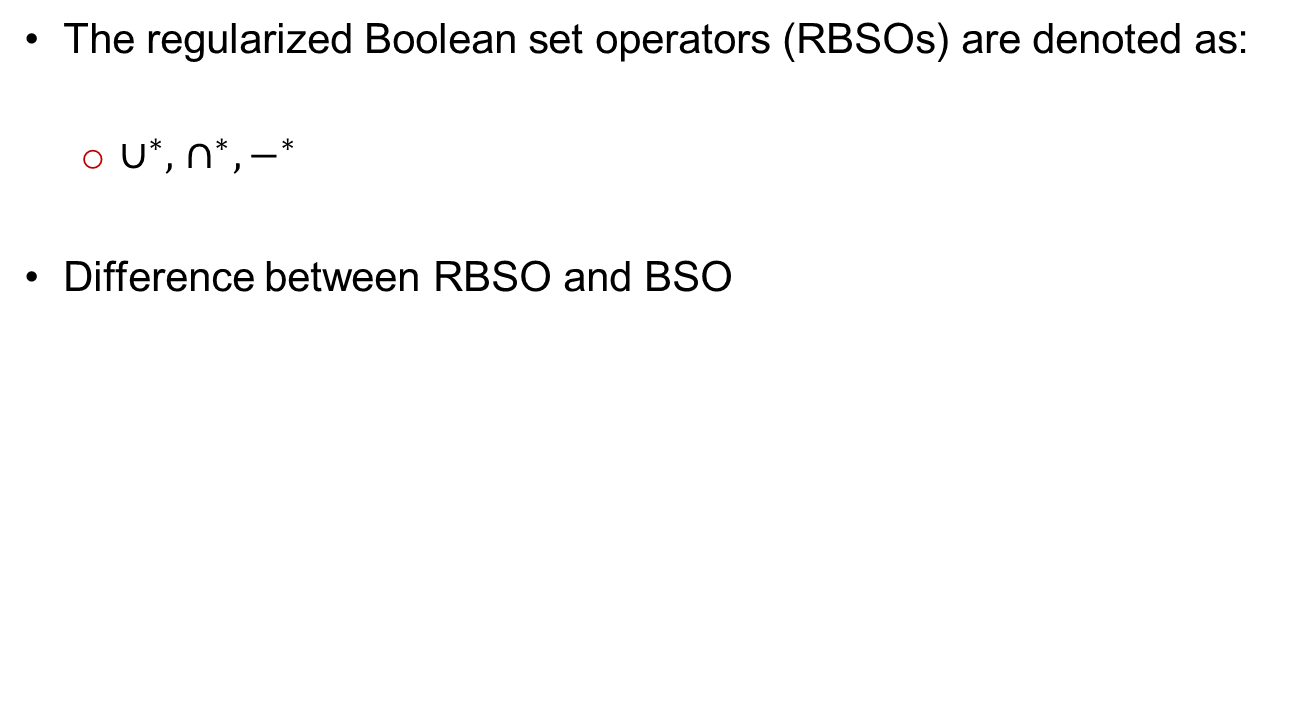 • The regularized Boolean set operators (RBSOs) are denoted as:
○ ∪*, ∩*, −*
• Difference between RBSO and BSO